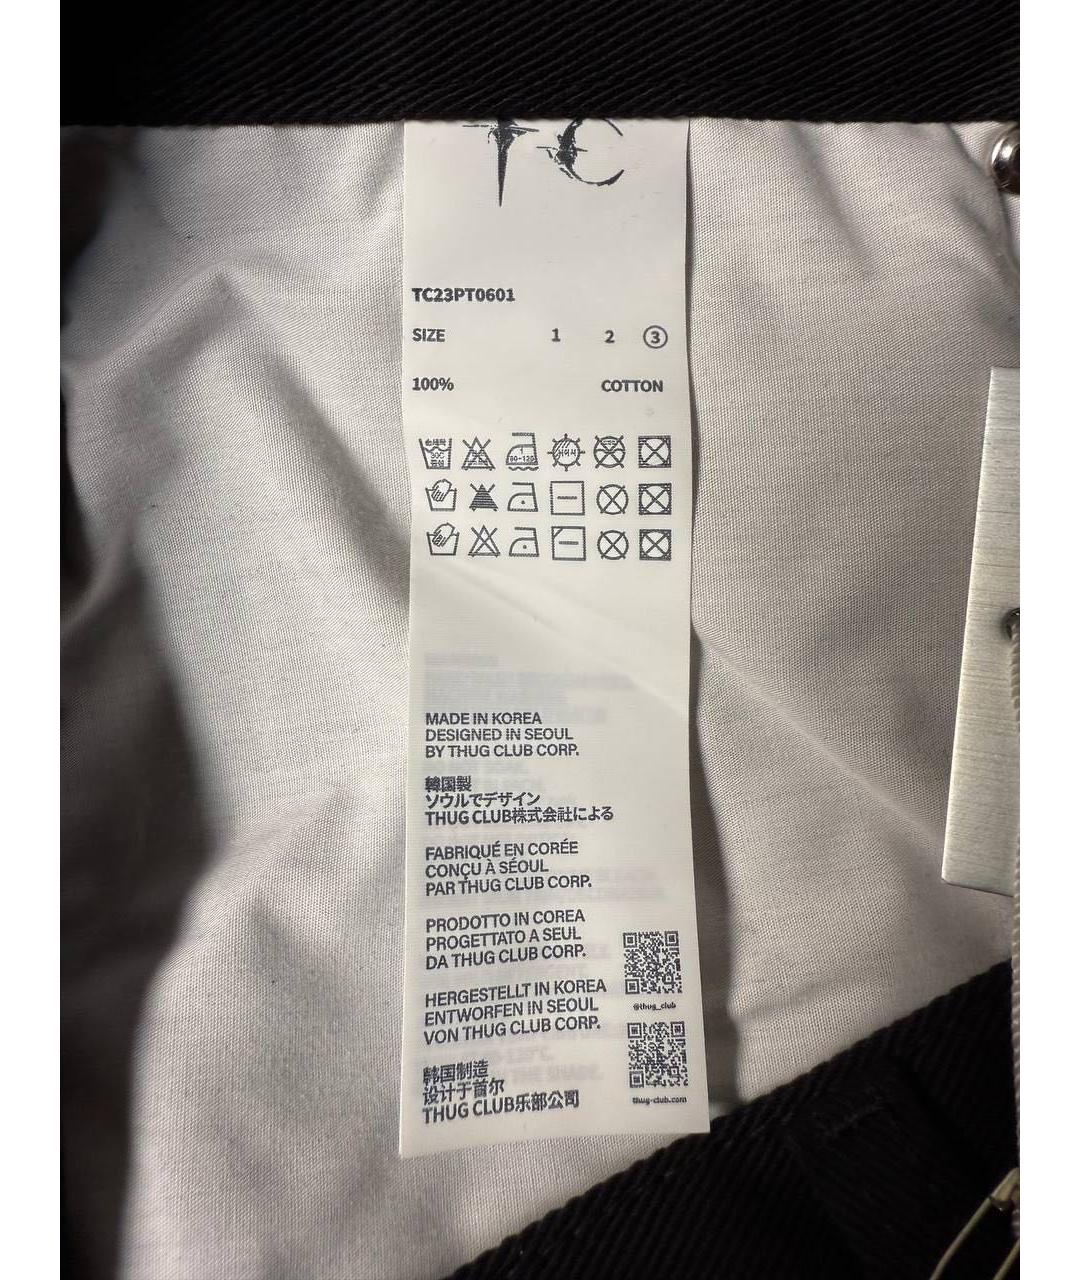 TC
TC23PT0601
SIZE 1 2 3
100% COTTON
MADE IN KOREA
DESIGNED IN SEOUL
BY THUG CLUB CORP.
韓国製
ソウルでデザイン
THUG CLUB株式会社による
FABRIQUÉ EN CORÉE
CONÇU À SÉOUL
PAR THUG CLUB CORP.
PRODOTTO IN COREA
PROGETTATO A SEUL
DA THUG CLUB CORP.
@thug_club
HERGESTELLT IN KOREA
ENTWORFEN IN SEOUL
VON THUG CLUB CORP.
韩国制造
设计于首尔
THUG CLUB乐部公司
thug-club.com